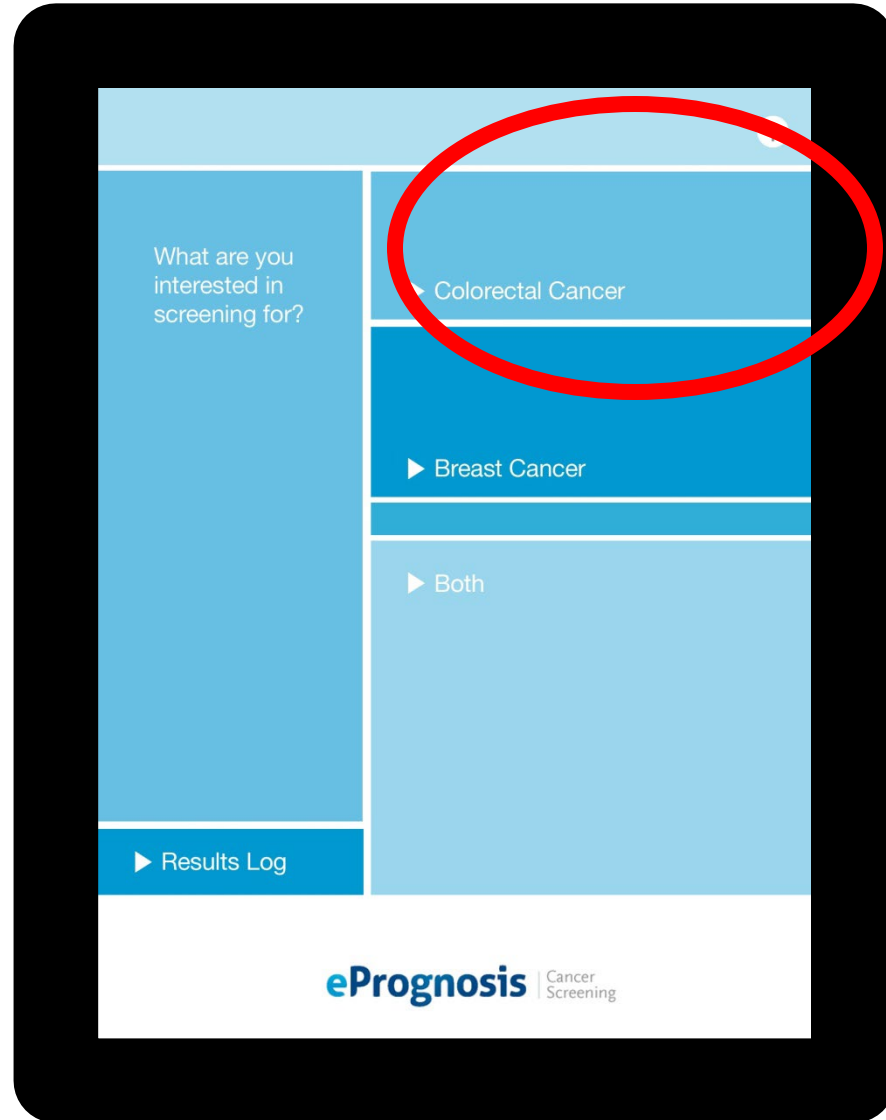 What are you
interested in
screening for?
Colorectal Cancer
Breast Cancer
Both
Results Log
ePrognosis
Cancer
Screening